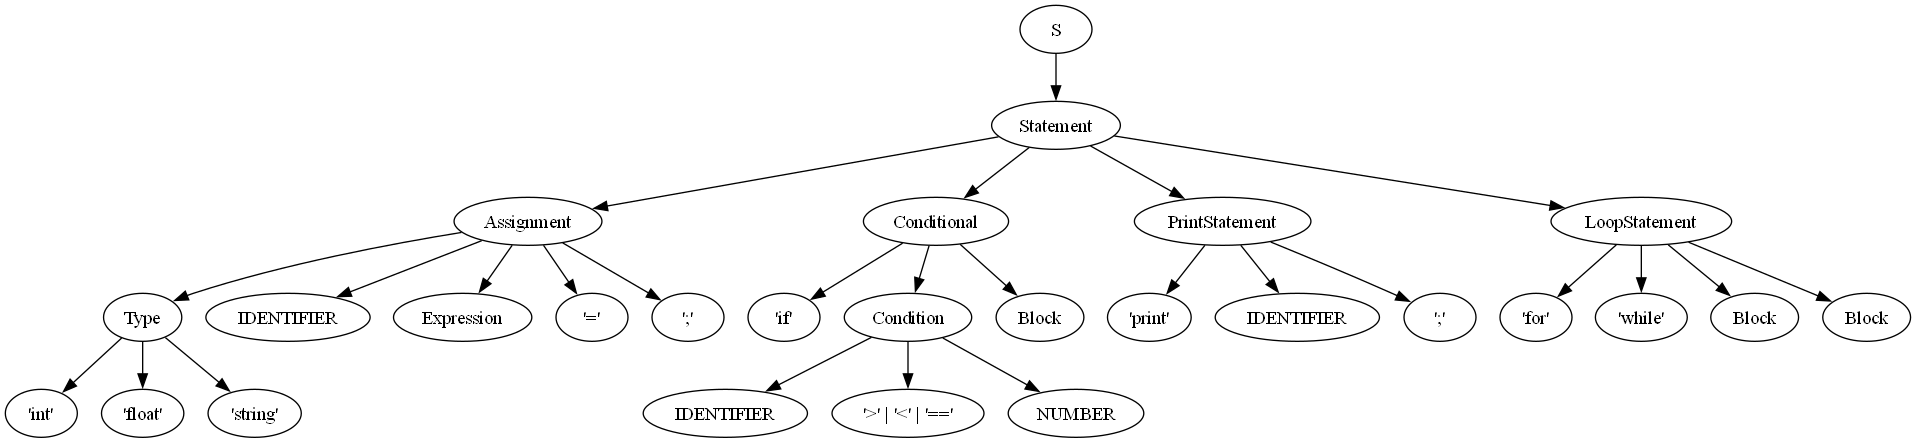 S
Statement
Assignment
Conditional
PrintStatement
LoopStatement
Type
IDENTIFIER
Expression
'='
';'
'if'
Condition
Block
'print'
IDENTIFIER
';'
'for'
'while'
Block
Block
'int'
'float'
'string'
IDENTIFIER
'>' | '<' | '=='
NUMBER